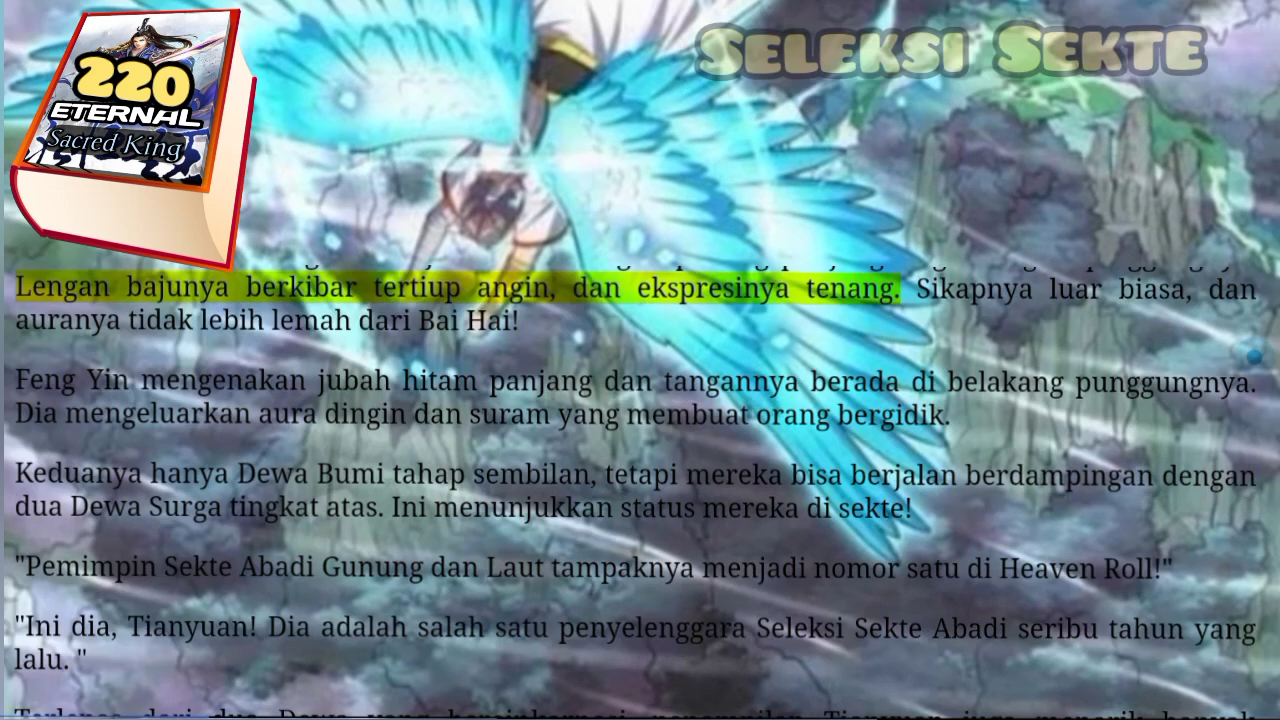 SELEKSI SEKTE
220
ETERNAL
Sacred King
Lengan bajunya berkibar tertiup angin, dan ekspresinya tenang. Sikapnya luar biasa, dan
auranya tidak lebih lemah dari Bai Hai!
Feng Yin mengenakan jubah hitam panjang dan tangannya berada di belakang punggungnya.
Dia mengeluarkan aura dingin dan suram yang membuat orang bergidik.
Keduanya hanya Dewa Bumi tahap sembilan, tetapi mereka bisa berjalan berdampingan dengan
dua Dewa Surga tingkat atas. Ini menunjukkan status mereka di sekte!
"Pemimpin Sekte Abadi Gunung dan Laut tampaknya menjadi nomor satu di Heaven Roll!"
"Ini dia, Tianyuan! Dia adalah salah satu penyelenggara Seleksi Sekte Abadi seribu tahun yang
lalu. "